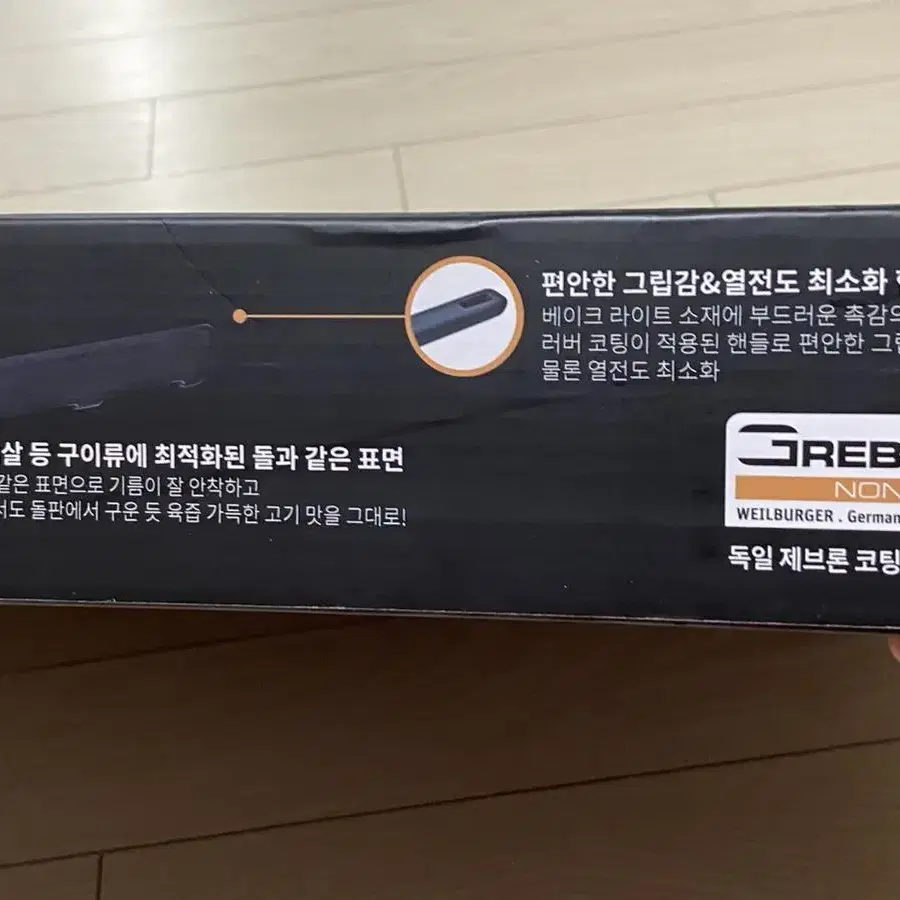 편안한 그립감&열전도 최소화
베이크 라이트 소재에 부드러운 촉감으
러버 코팅이 적용된 핸들로 편안한 그립
물론 열전도 최소화
살 등 구이류에 최적화된 돌과 같은 표면
같은 표면으로 기름이 잘 안착하고
서도 돌판에서 구운 듯 육즙 가득한 고기 맛을 그대로!
GREB
NON
WEILBURGER . German
독일 제브론 코팅